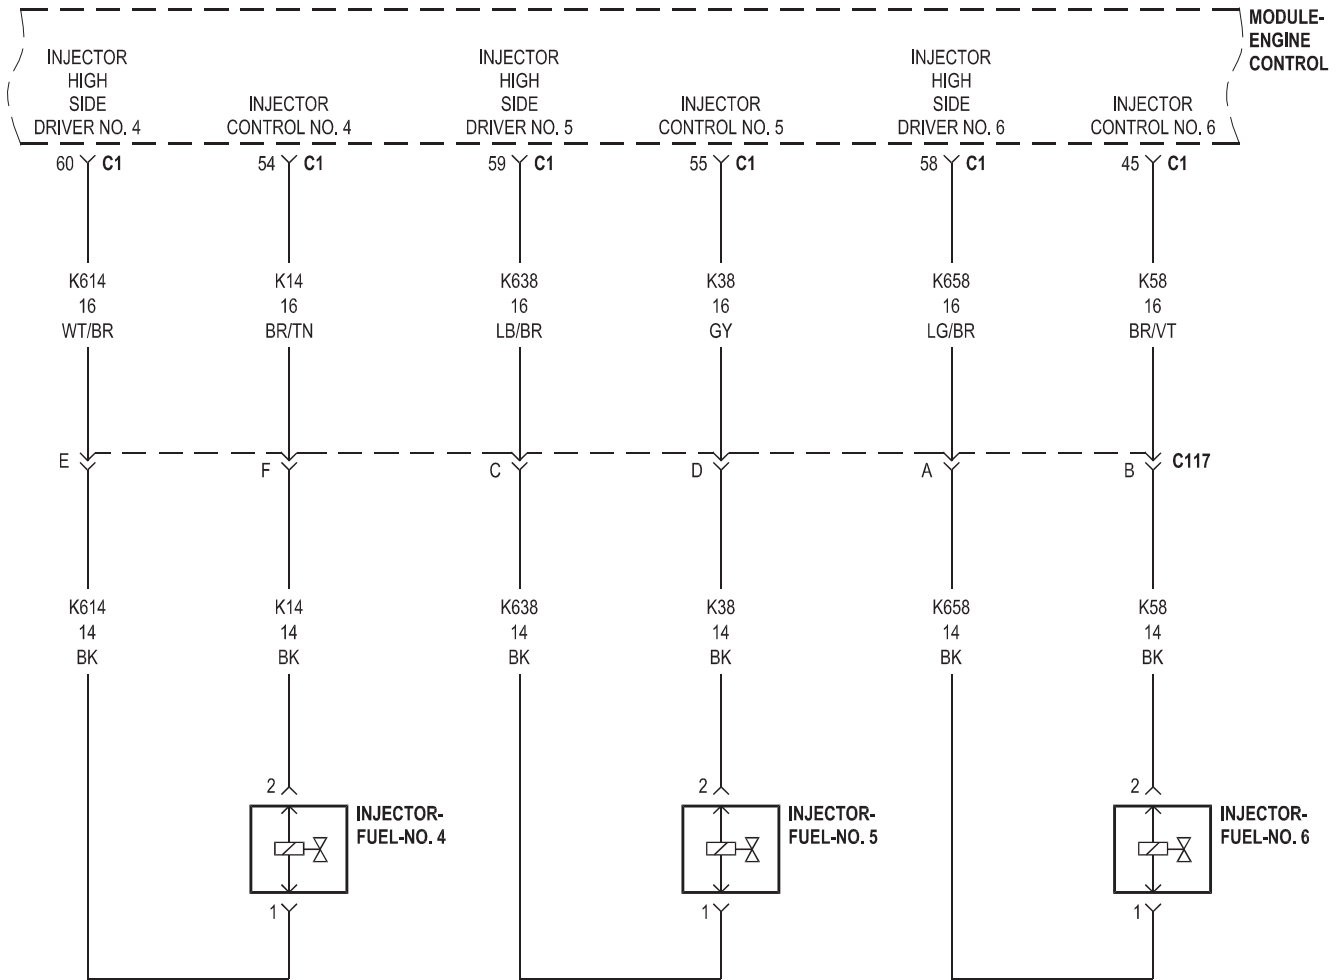 MODULE-
ENGINE
CONTROL
INJECTOR
HIGH
SIDE
DRIVER NO. 4
INJECTOR
CONTROL NO. 4
INJECTOR
HIGH
SIDE
DRIVER NO. 5
INJECTOR
CONTROL NO. 5
INJECTOR
HIGH
SIDE
DRIVER NO. 6
INJECTOR
CONTROL NO. 6
60 C1
54 C1
59 C1
55 C1
58 C1
45 C1
K614
16
WT/BR
K14
16
BR/TN
K638
16
LB/BR
K38
16
GY
K658
16
LG/BR
K58
16
BR/VT
E
F
C
D
A
B
C117
K614
14
BK
K14
14
BK
K638
14
BK
K38
14
BK
K658
14
BK
K58
14
BK
2
INJECTOR-
FUEL-NO. 4
1
2
INJECTOR-
FUEL-NO. 5
1
2
INJECTOR-
FUEL-NO. 6
1